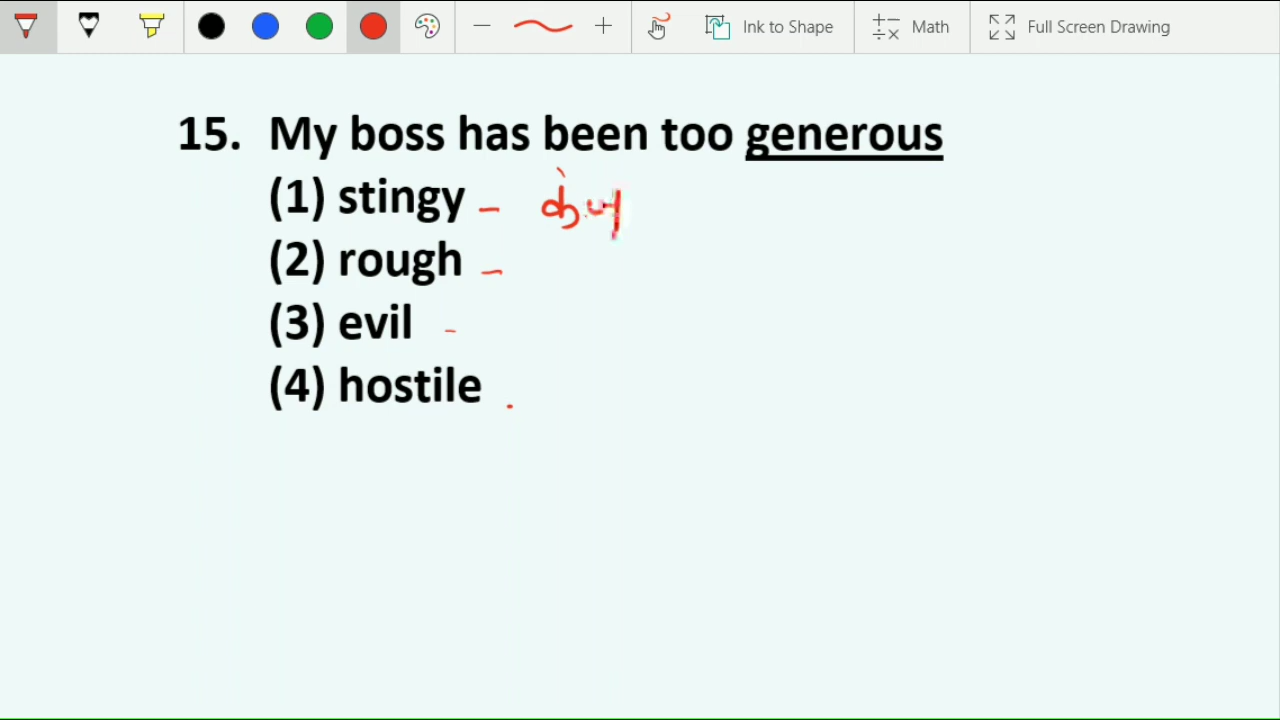 Ink to Shape
Math
Full Screen Drawing
15. My boss has been too generous
(1) stingy -
(2) rough -
(3) evil -
(4) hostile .